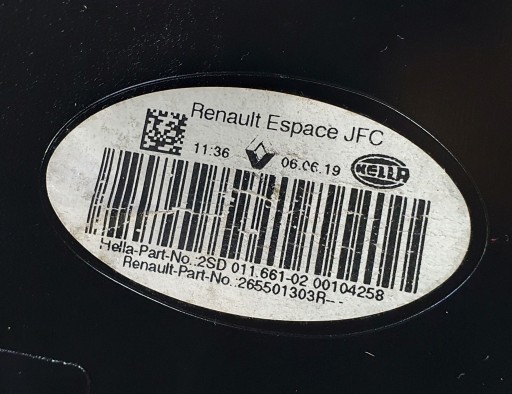 Renault Espace JFC
11:36 06.06.19 HELLA
Hella-Part-No.:2SD 011.661-02 00104258
Renault-Part-No.:265501303R---